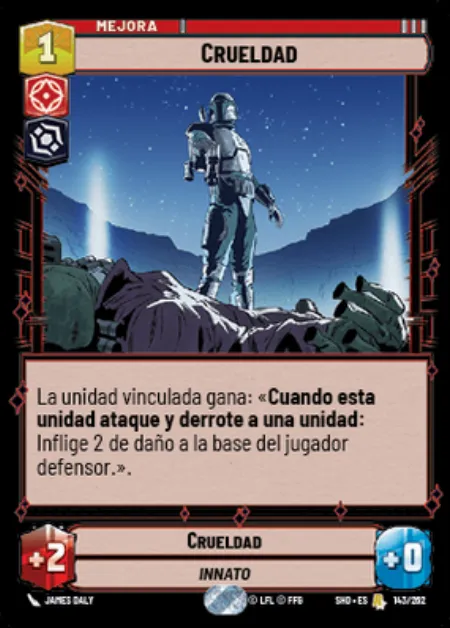 MEJORA
1
CRUELDAD
La unidad vinculada gana: «Cuando esta
unidad ataque y derrote a una unidad:
Inflige 2 de daño a la base del jugador
defensor.».
CRUELDAD
+2
INNATO
+0
JAMES DALY
© LFL © FFG
SHD • ES
143/262